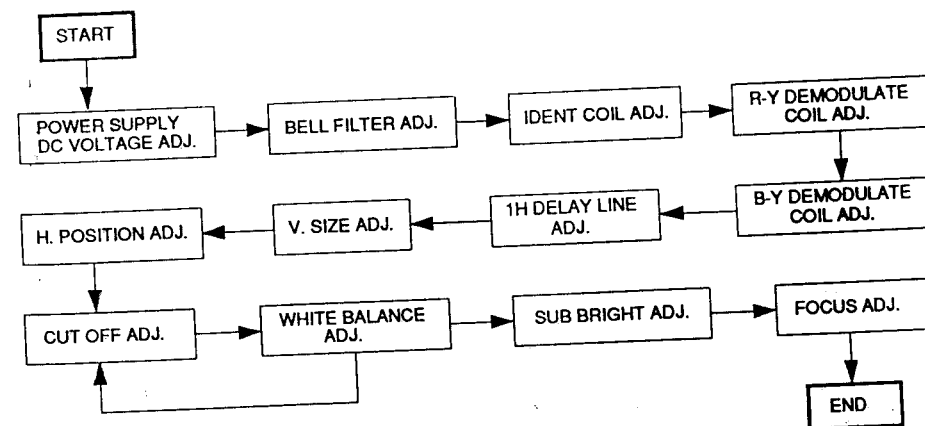 START
POWER SUPPLY
DC VOLTAGE ADJ.
BELL FILTER ADJ.
IDENT COIL ADJ.
R-Y DEMODULATE
COIL ADJ.
B-Y DEMODULATE
COIL ADJ.
1H DELAY LINE
ADJ.
V. SIZE ADJ.
H. POSITION ADJ.
CUT OFF ADJ.
WHITE BALANCE
ADJ.
SUB BRIGHT ADJ.
FOCUS ADJ.
END